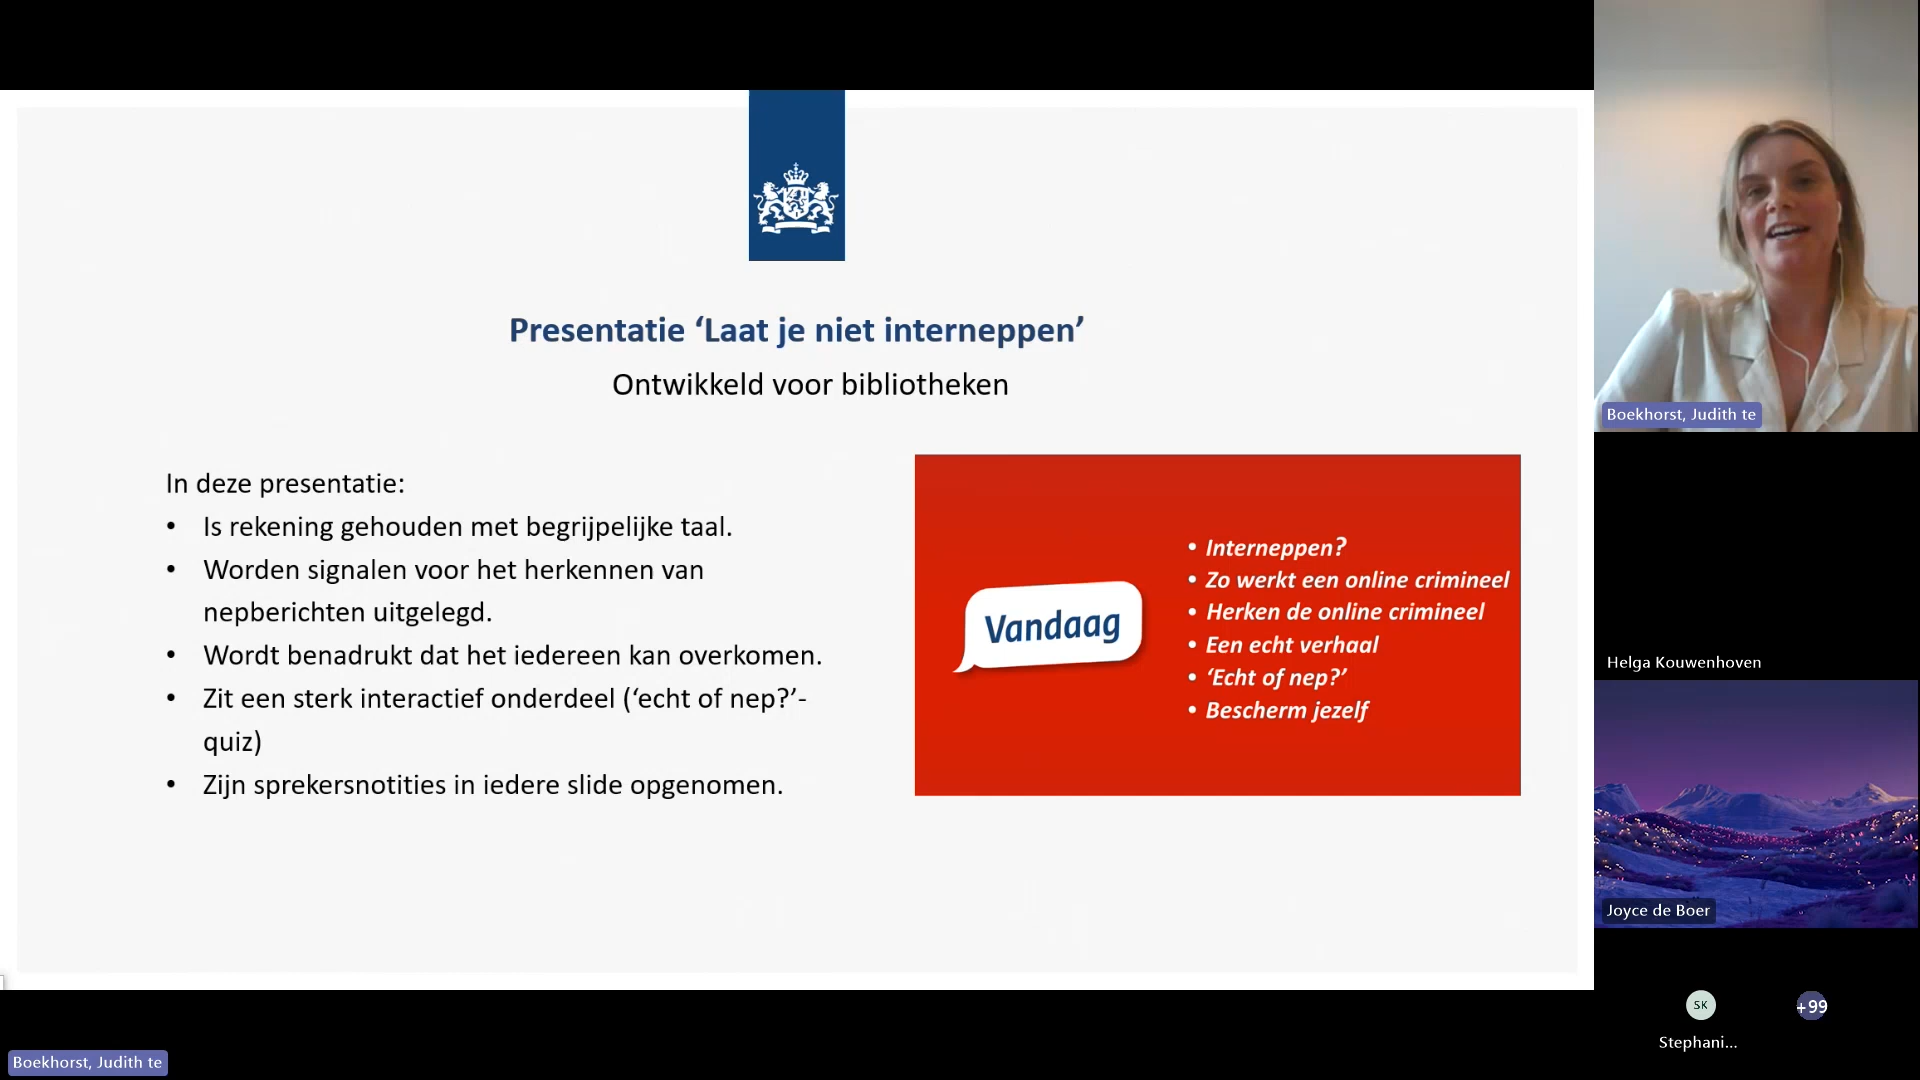 Presentatie ‘Laat je niet interneppen’
Ontwikkeld voor bibliotheken
In deze presentatie:
• Is rekening gehouden met begrijpelijke taal.
• Worden signalen voor het herkennen van
nepberichten uitgelegd.
• Wordt benadrukt dat het iedereen kan overkomen.
• Zit een sterk interactief onderdeel (‘echt of nep?’-
quiz)
• Zijn sprekersnotities in iedere slide opgenomen.
Vandaag
• Interneppen?
• Zo werkt een online crimineel
• Herken de online crimineel
• Een echt verhaal
• ‘Echt of nep?’
• Bescherm jezelf
Boekhorst, Judith te
Helga Kouwenhoven
Joyce de Boer
SK
+99
Stephani...
Boekhorst, Judith te